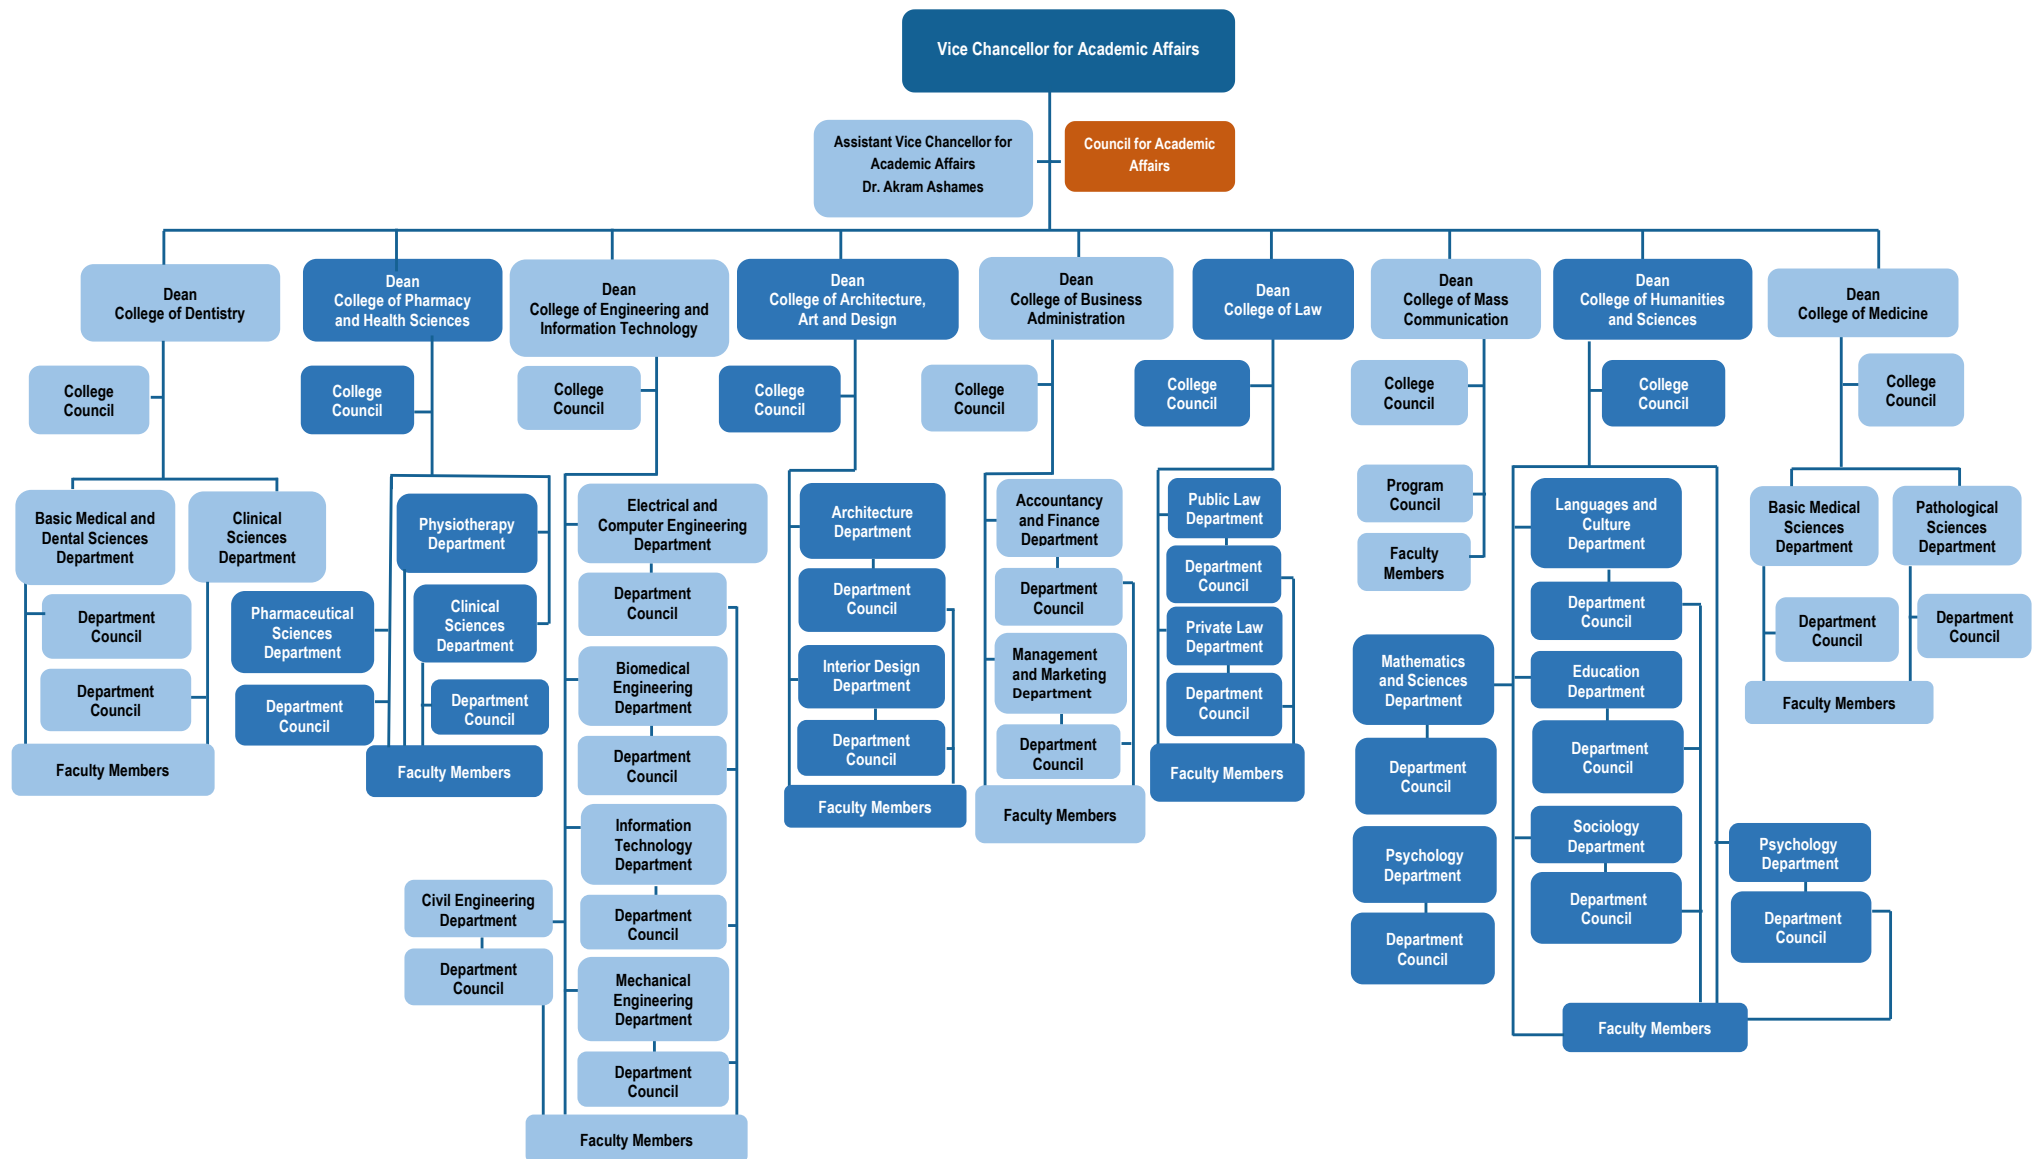 Vice Chancellor for Academic Affairs
Assistant Vice Chancellor for
Academic Affairs
Dr. Akram Ashames
Council for Academic
Affairs
Dean
College of Dentistry
Dean
College of Pharmacy
and Health Sciences
Dean
College of Engineering and
Information Technology
Dean
College of Architecture,
Art and Design
Dean
College of Business
Administration
Dean
College of Law
Dean
College of Mass
Communication
Dean
College of Humanities
and Sciences
Dean
College of Medicine
College
Council
College
Council
College
Council
College
Council
College
Council
College
Council
College
Council
College
Council
College
Council
Basic Medical and
Dental Sciences
Department
Clinical
Sciences
Department
Department
Council
Department
Council
Faculty Members
Physiotherapy
Department
Pharmaceutical
Sciences
Department
Clinical
Sciences
Department
Department
Council
Department
Council
Faculty Members
Electrical and
Computer Engineering
Department
Department
Council
Biomedical
Engineering
Department
Department
Council
Information
Technology
Department
Civil Engineering
Department
Department
Council
Department
Council
Mechanical
Engineering
Department
Department
Council
Faculty Members
Architecture
Department
Department
Council
Interior Design
Department
Department
Council
Faculty Members
Accountancy
and Finance
Department
Department
Council
Management
and Marketing
Department
Department
Council
Faculty Members
Public Law
Department
Department
Council
Private Law
Department
Department
Council
Faculty Members
Program
Council
Faculty
Members
Languages and
Culture
Department
Department
Council
Mathematics
and Sciences
Department
Department
Council
Education
Department
Department
Council
Psychology
Department
Department
Council
Sociology
Department
Department
Council
Psychology
Department
Department
Council
Faculty Members
Basic Medical
Sciences
Department
Pathological
Sciences
Department
Department
Council
Department
Council
Faculty Members